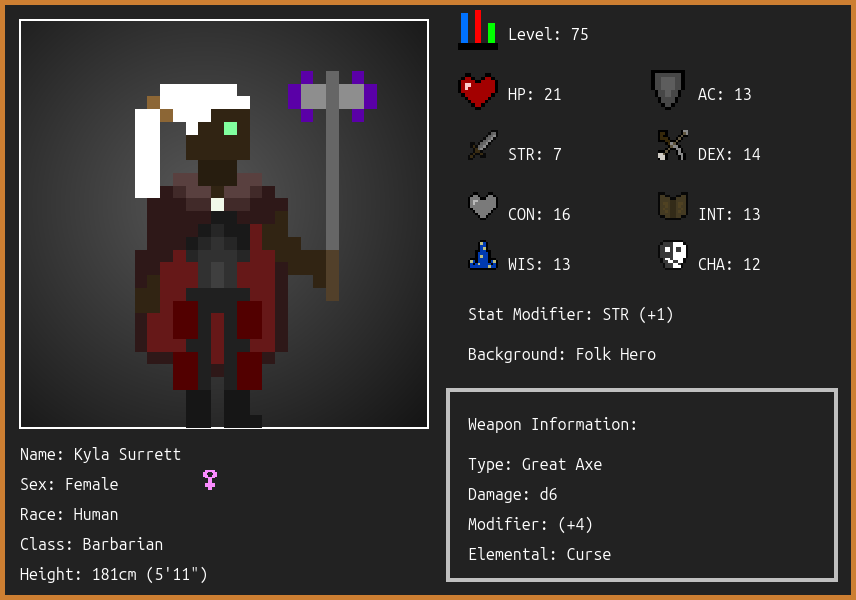 Level: 75
HP: 21
AC: 13
STR: 7
DEX: 14
CON: 16
INT: 13
WIS: 13
CHA: 12
Stat Modifier: STR (+1)
Background: Folk Hero
Weapon Information:
Type: Great Axe
Damage: d6
Modifier: (+4)
Elemental: Curse
Name: Kyla Surrett
Sex: Female
Race: Human
Class: Barbarian
Height: 181cm (5'11")